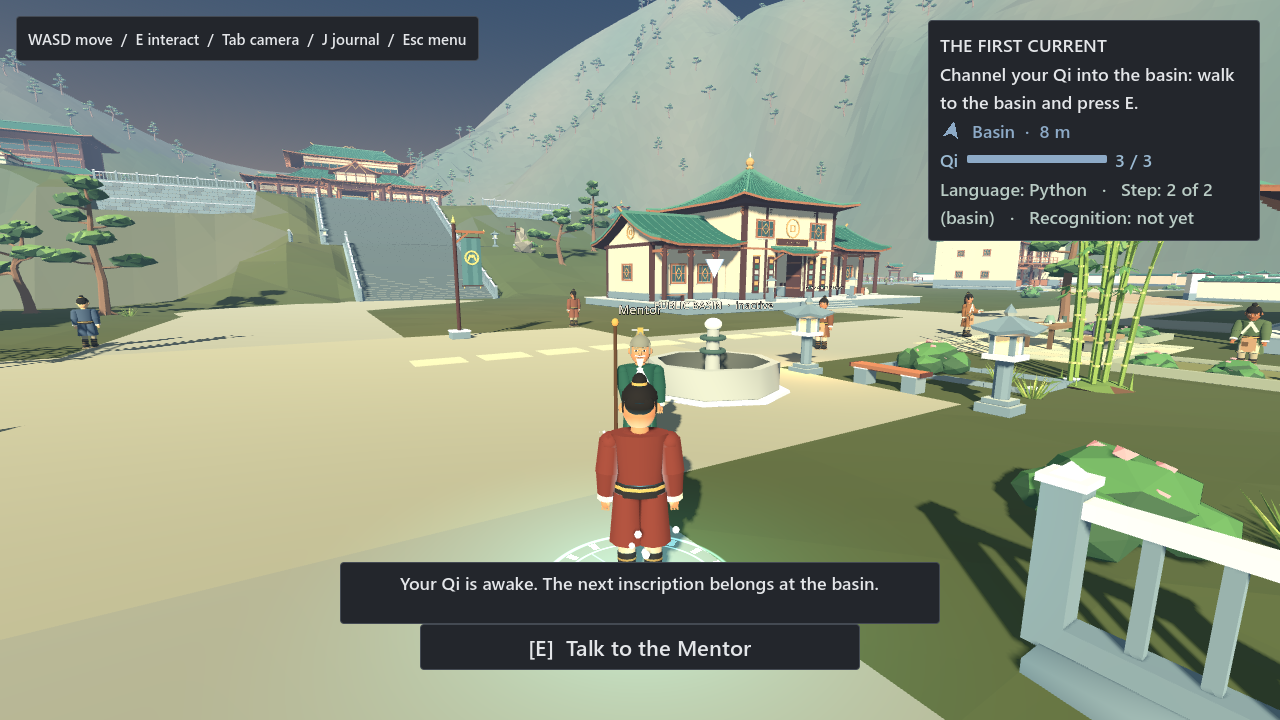 WASD move / E interact / Tab camera / J journal / Esc menu
THE FIRST CURRENT
Channel your Qi into the basin: walk
to the basin and press E.
Basin · 8 m
Qi 3 / 3
Language: Python · Step: 2 of 2
(basin) · Recognition: not yet
Mentor
Your Qi is awake. The next inscription belongs at the basin.
[E] Talk to the Mentor